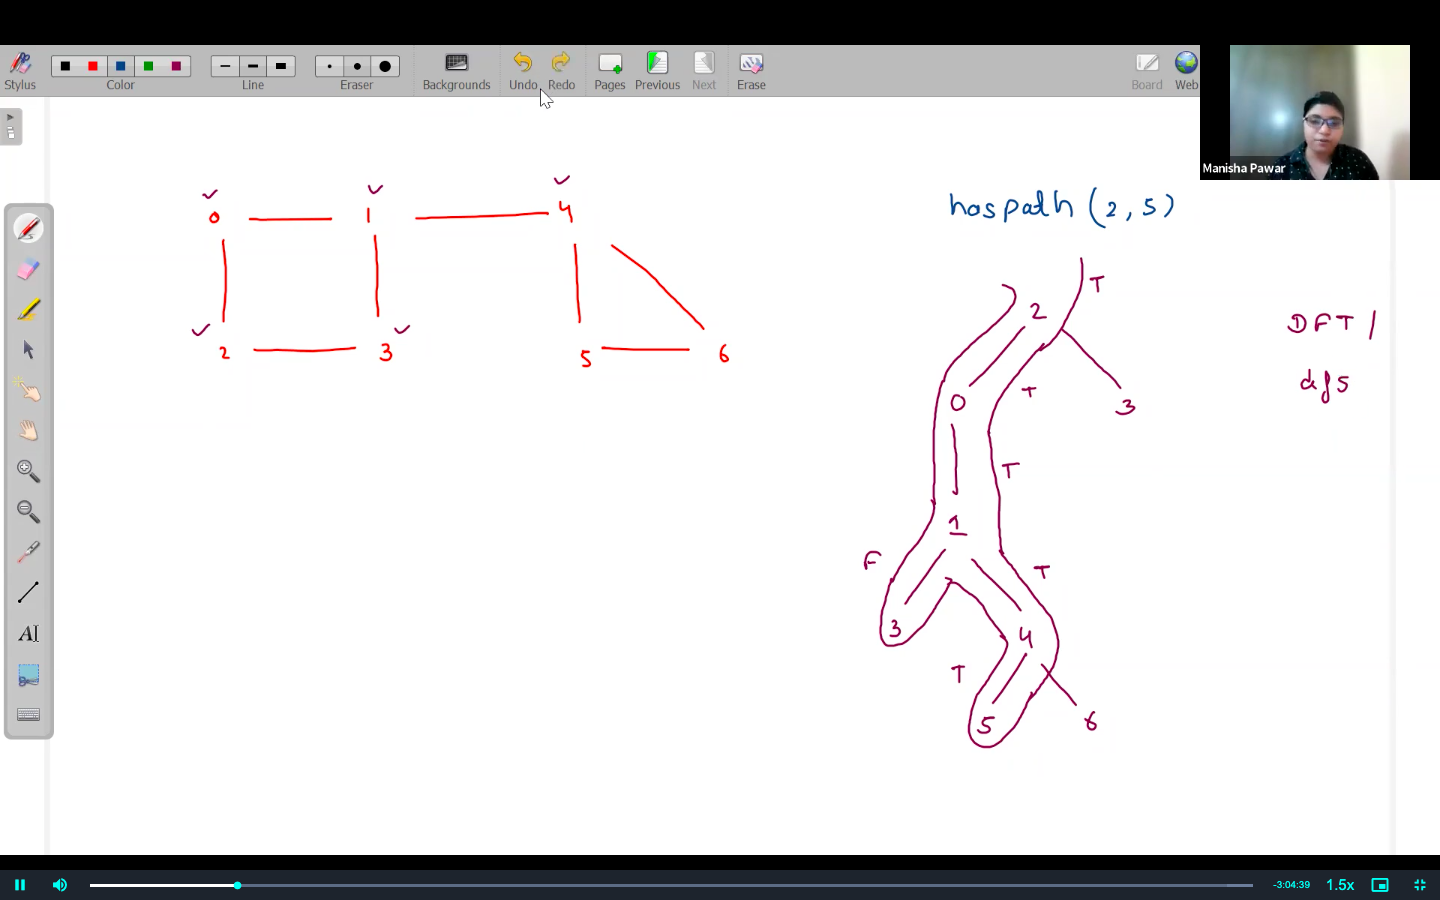 Stylus Color Line Eraser Backgrounds Undo Redo Pages Previous Next Erase Board Web
Manisha Pawar
0 1 4
2 3 5 6
haspath (2, 5)
T
2
DFT /
dfs
T
0
3
T
1
F
T
3
4
T
5
6
AI
-3:04:39 1.5x